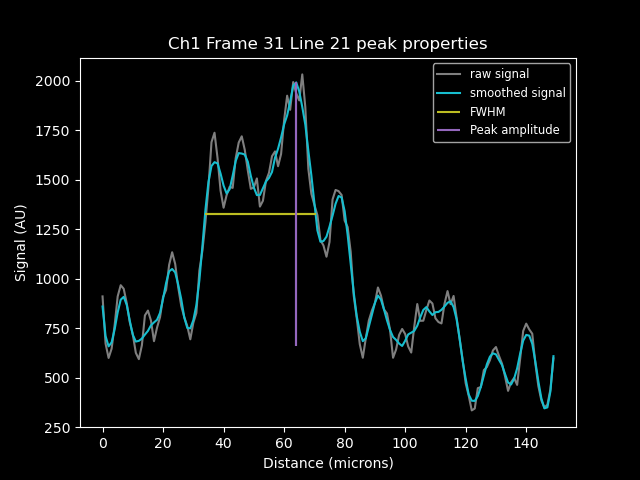 Ch1 Frame 31 Line 21 peak properties
raw signal
smoothed signal
FWHM
Peak amplitude
Signal (AU)
2000
1750
1500
1250
1000
750
500
250
0 20 40 60 80 100 120 140
Distance (microns)